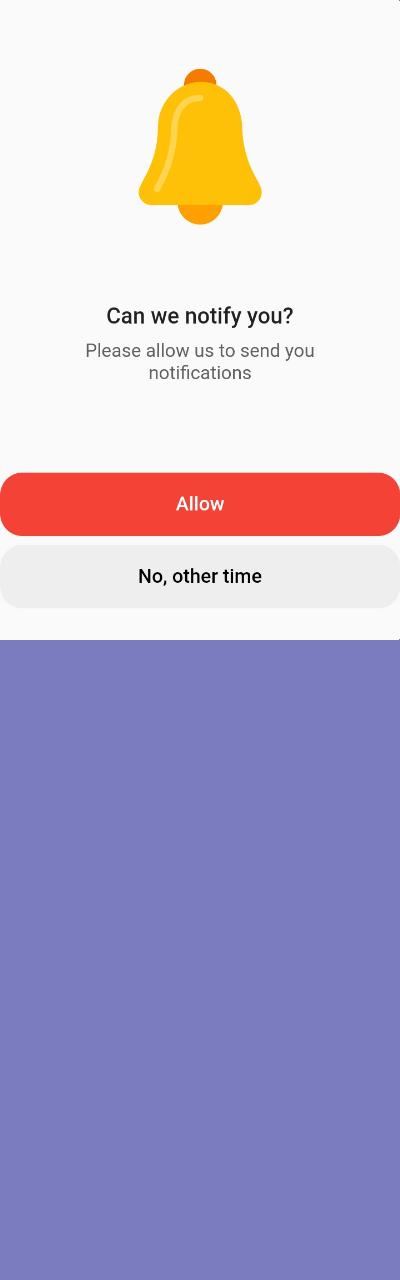 Can we notify you?
Please allow us to send you
notifications
Allow
No, other time